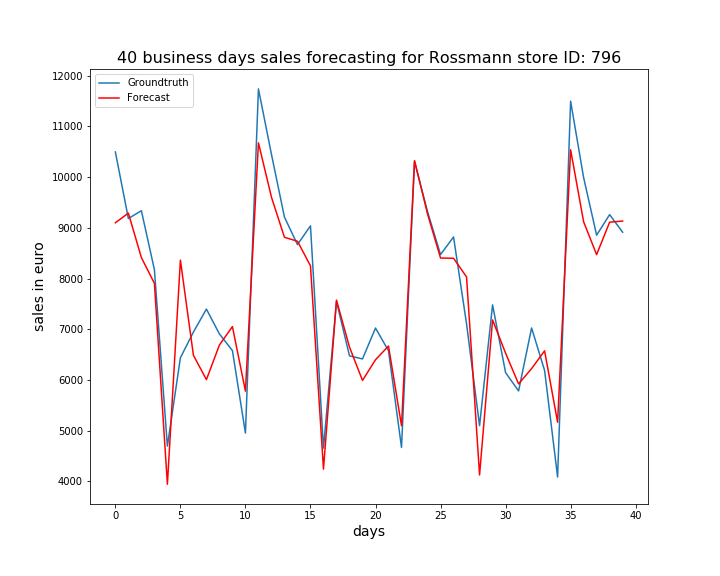 40 business days sales forecasting for Rossmann store ID: 796
Groundtruth
Forecast
12000
11000
10000
9000
8000
7000
6000
5000
4000
sales in euro
0 5 10 15 20 25 30 35 40
days